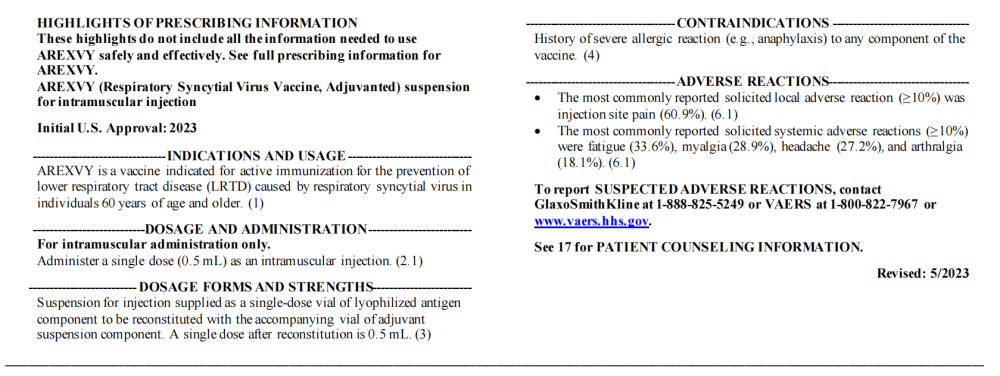 HIGHLIGHTS OF PRESCRIBING INFORMATION
These highlights do not include all the information needed to use
AREXVY safely and effectively. See full prescribing information for
AREXVY.
AREXVY (Respiratory Syncytial Virus Vaccine, Adjuvanted) suspension
for intramuscular injection
Initial U.S. Approval: 2023
----------------------------INDICATIONS AND USAGE----------------------------
AREXVY is a vaccine indicated for active immunization for the prevention of
lower respiratory tract disease (LRTD) caused by respiratory syncytial virus in
individuals 60 years of age and older. (1)
------------------------DOSAGE AND ADMINISTRATION----------------------
For intramuscular administration only.
Administer a single dose (0.5 mL) as an intramuscular injection. (2.1)
----------------------- DOSAGE FORMS AND STRENGTHS---------------------
Suspension for injection supplied as a single-dose vial of lyophilized antigen
component to be reconstituted with the accompanying vial of adjuvant
suspension component. A single dose after reconstitution is 0.5 mL. (3)
-------------------------------- CONTRAINDICATIONS ------------------------------
History of severe allergic reaction (e.g., anaphylaxis) to any component of the
vaccine. (4)
-------------------------------- ADVERSE REACTIONS------------------------------
• The most commonly reported solicited local adverse reaction (≥10%) was
injection site pain (60.9%). (6.1)
• The most commonly reported solicited systemic adverse reactions (≥10%)
were fatigue (33.6%), myalgia (28.9%), headache (27.2%), and arthralgia
(18.1%). (6.1)
To report SUSPECTED ADVERSE REACTIONS, contact
GlaxoSmithKline at 1-888-825-5249 or VAERS at 1-800-822-7967 or
www.vaers.hhs.gov.
See 17 for PATIENT COUNSELING INFORMATION.
Revised: 5/2023